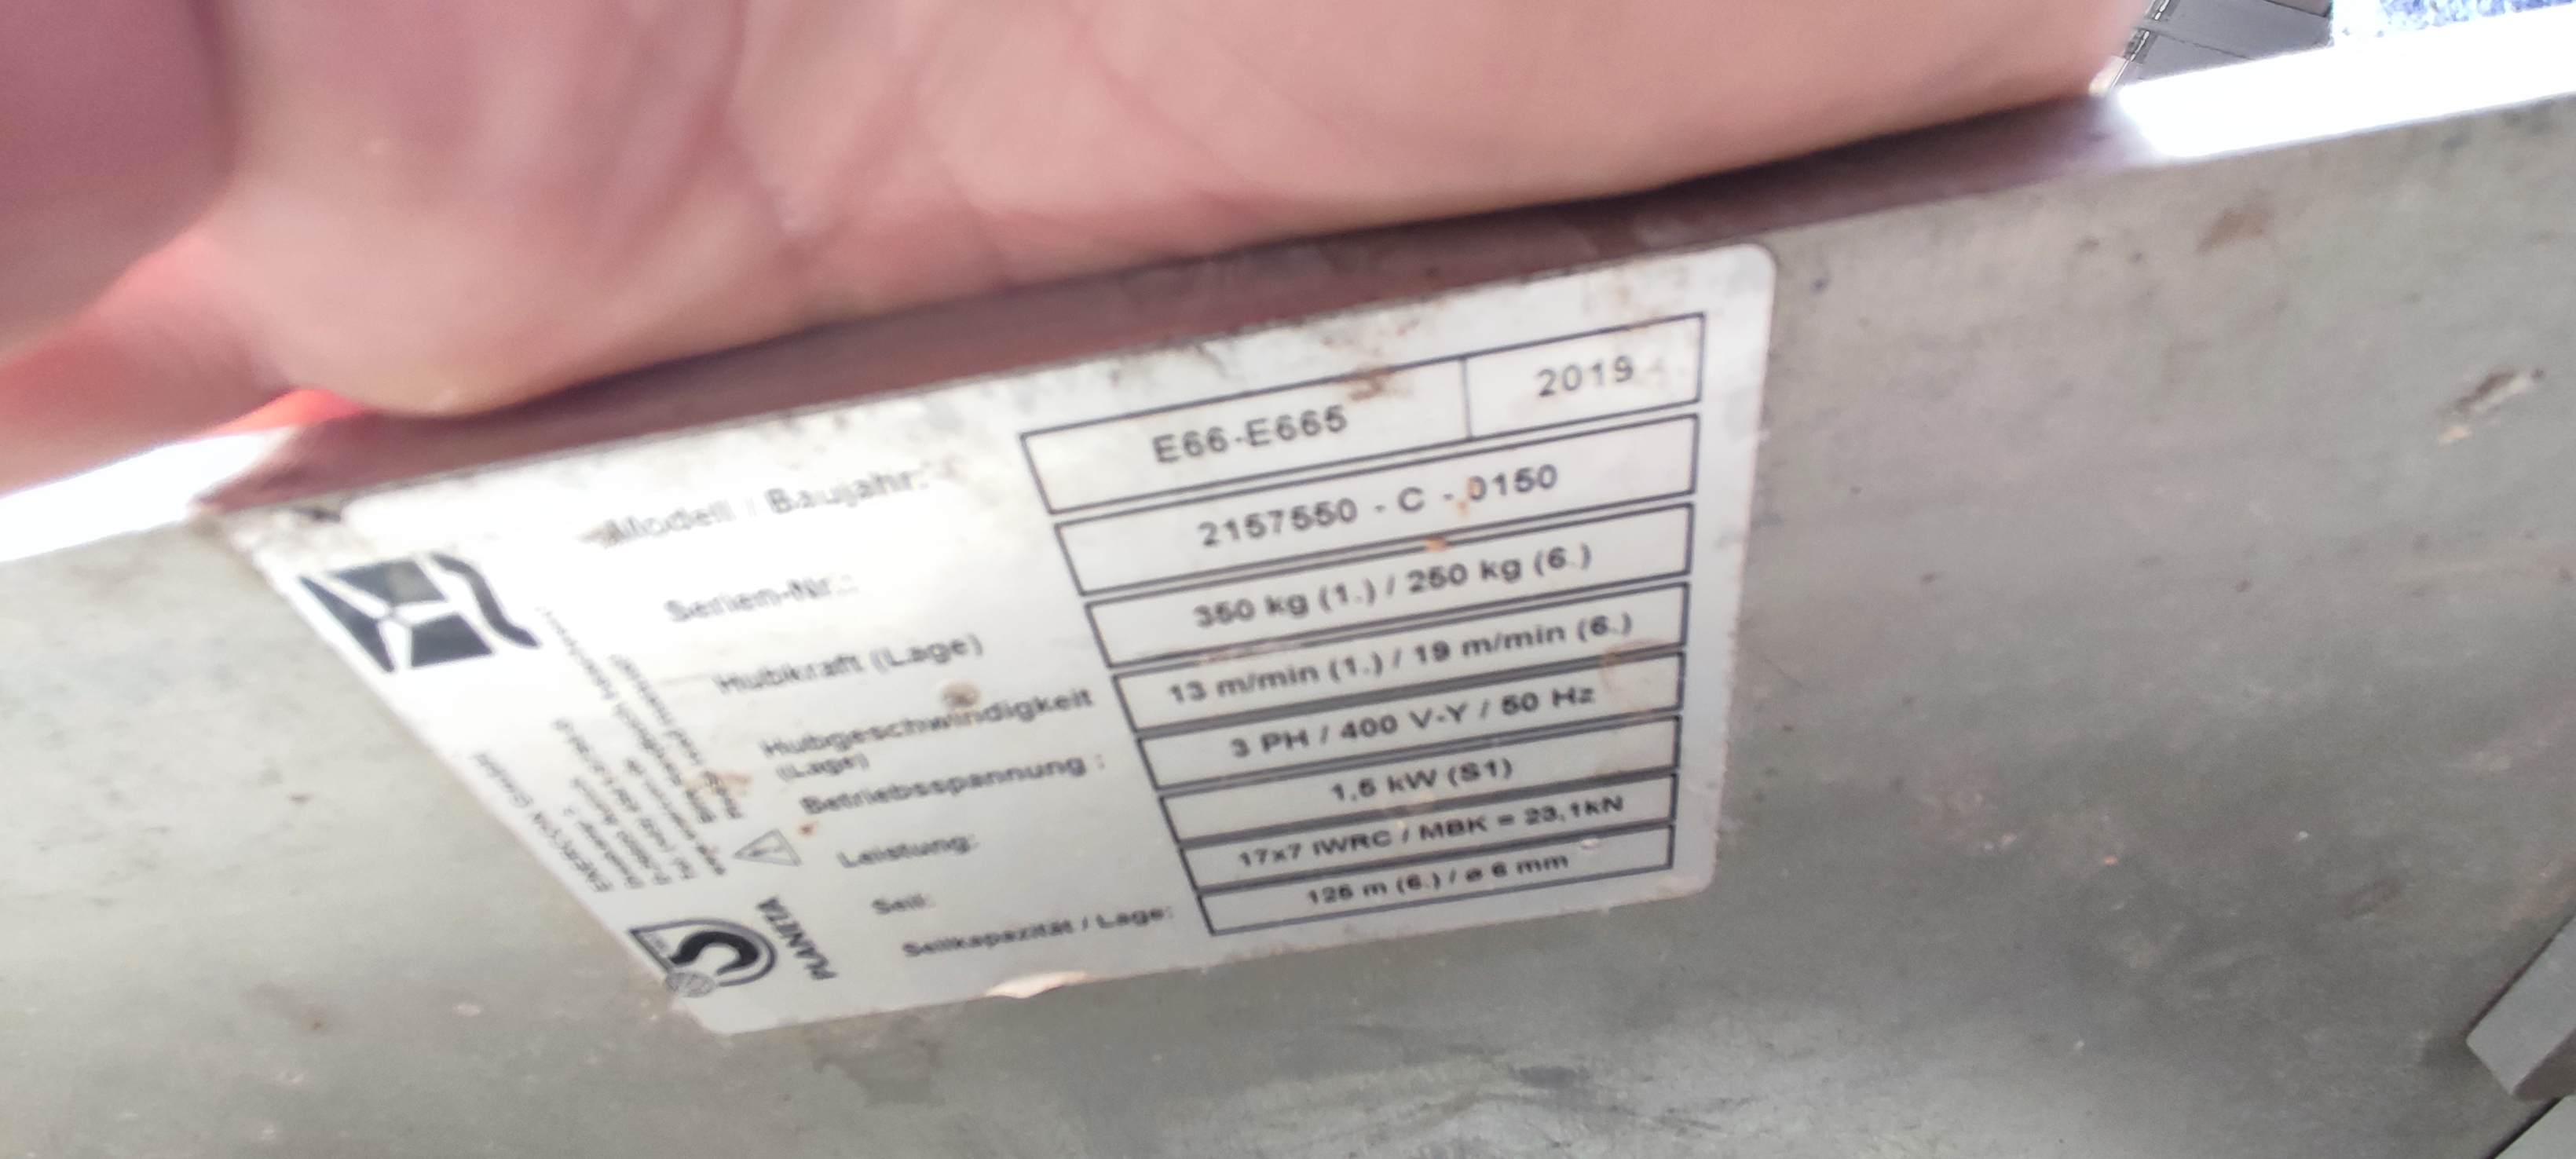 Modell / Baujahr: E66-E665 2019
Serien-Nr.: 2157550 - C - 0150
Hubkraft (Lage) 350 kg (1.) / 250 kg (6.)
Hubgeschwindigkeit (Lage) 13 m/min (1.) / 19 m/min (6.)
Betriebsspannung : 3 PH / 400 V-Y / 50 Hz
Leistung: 1,5 kW (S1)
Seil: 17x7 IWRC / MBK = 23,1kN
Seilkapazität / Lage: 126 m (6.) / ø 6 mm
PLANETA